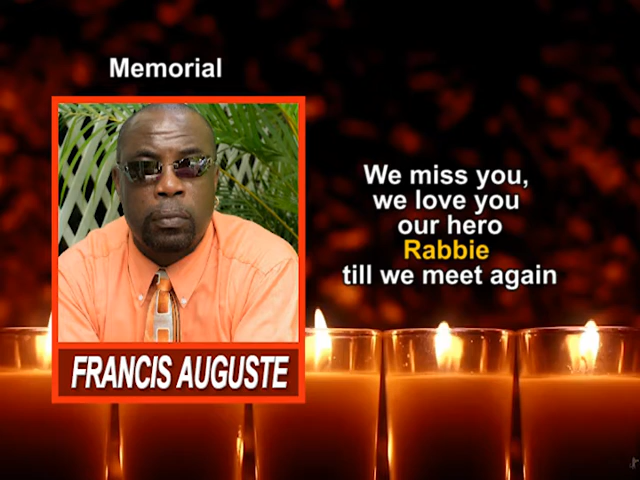 Memorial
FRANCIS AUGUSTE
We miss you,
we love you
our hero
Rabbie
till we meet again